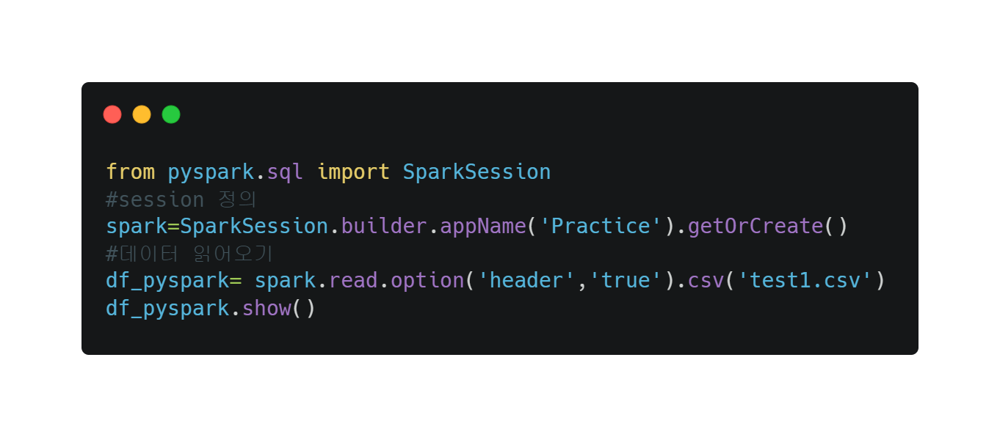 from pyspark.sql import SparkSession
#session 정의
spark=SparkSession.builder.appName('Practice').getOrCreate()
#데이터 읽어오기
df_pyspark= spark.read.option('header','true').csv('test1.csv')
df_pyspark.show()